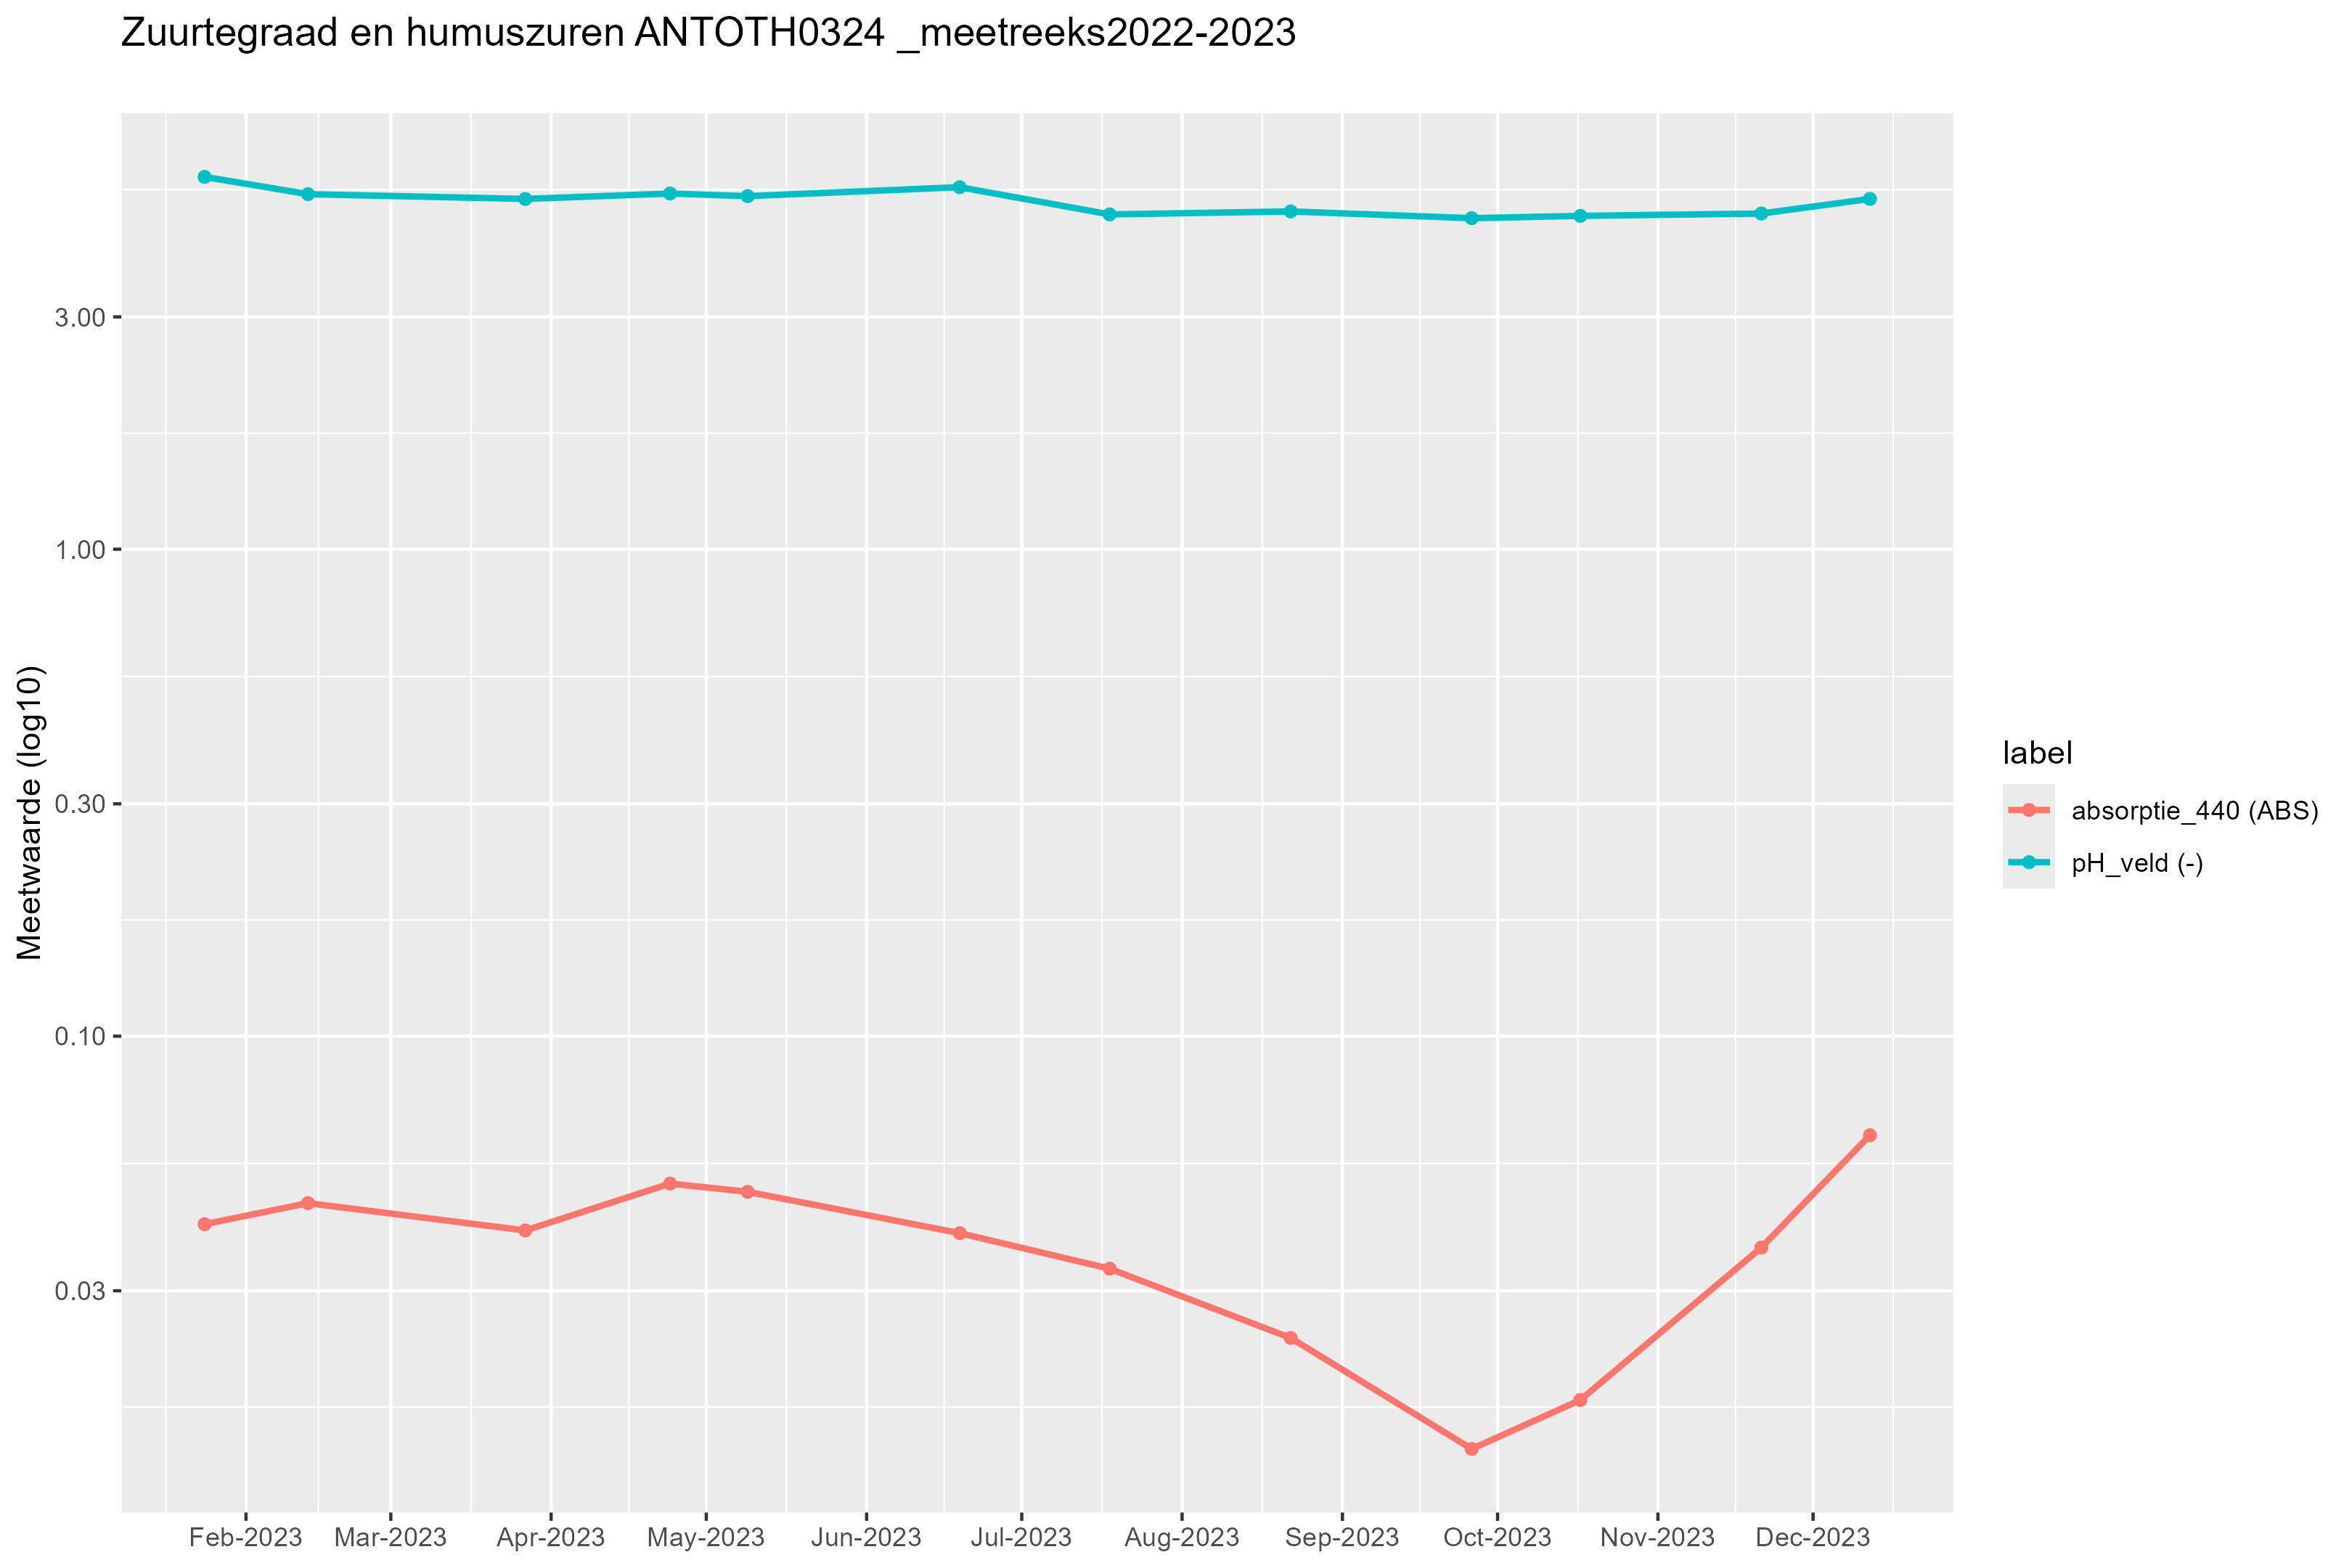 Zuurtegraad en humuszuren ANTOTH0324 _meetreeks2022-2023
Meetwaarde (log10)
3.00
1.00
0.30
0.10
0.03
Feb-2023 Mar-2023 Apr-2023 May-2023 Jun-2023 Jul-2023 Aug-2023 Sep-2023 Oct-2023 Nov-2023 Dec-2023
label
absorptie_440 (ABS)
pH_veld (-)